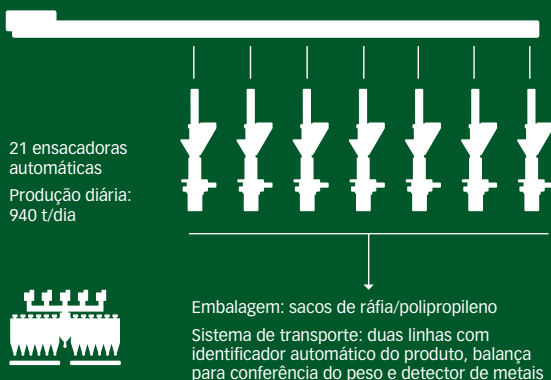 21 ensacadoras
automáticas
Produção diária:
940 t/dia
Embalagem: sacos de ráfia/polipropileno
Sistema de transporte: duas linhas com
identificador automático do produto, balança
para conferência do peso e detector de metais